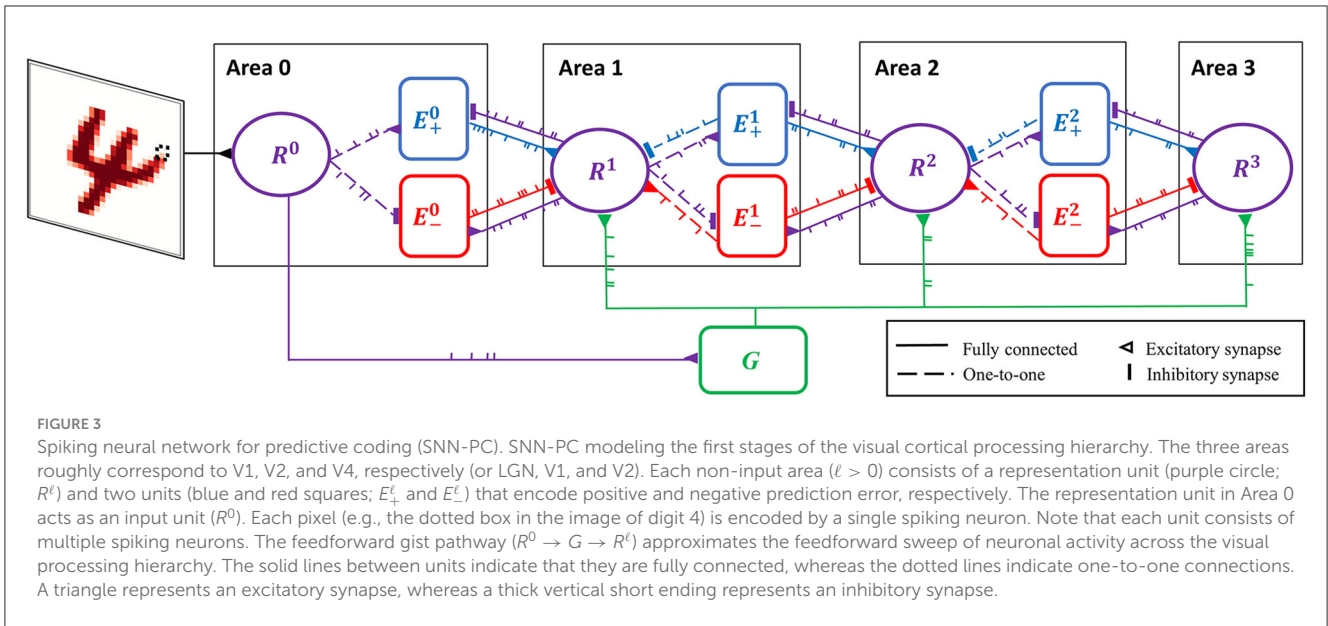 Area 0
Area 1
Area 2
Area 3
R⁰
E⁰₊
E⁰₋
R¹
E¹₊
E¹₋
R²
E²₊
E²₋
R³
G
Fully connected
One-to-one
Excitatory synapse
Inhibitory synapse
FIGURE 3
Spiking neural network for predictive coding (SNN-PC). SNN-PC modeling the first stages of the visual cortical processing hierarchy. The three areas
roughly correspond to V1, V2, and V4, respectively (or LGN, V1, and V2). Each non-input area (ℓ > 0) consists of a representation unit (purple circle;
Rℓ) and two units (blue and red squares; Eℓ₊ and Eℓ₋) that encode positive and negative prediction error, respectively. The representation unit in Area 0
acts as an input unit (R⁰). Each pixel (e.g., the dotted box in the image of digit 4) is encoded by a single spiking neuron. Note that each unit consists of
multiple spiking neurons. The feedforward gist pathway (R⁰ → G → Rℓ) approximates the feedforward sweep of neuronal activity across the visual
processing hierarchy. The solid lines between units indicate that they are fully connected, whereas the dotted lines indicate one-to-one connections.
A triangle represents an excitatory synapse, whereas a thick vertical short ending represents an inhibitory synapse.